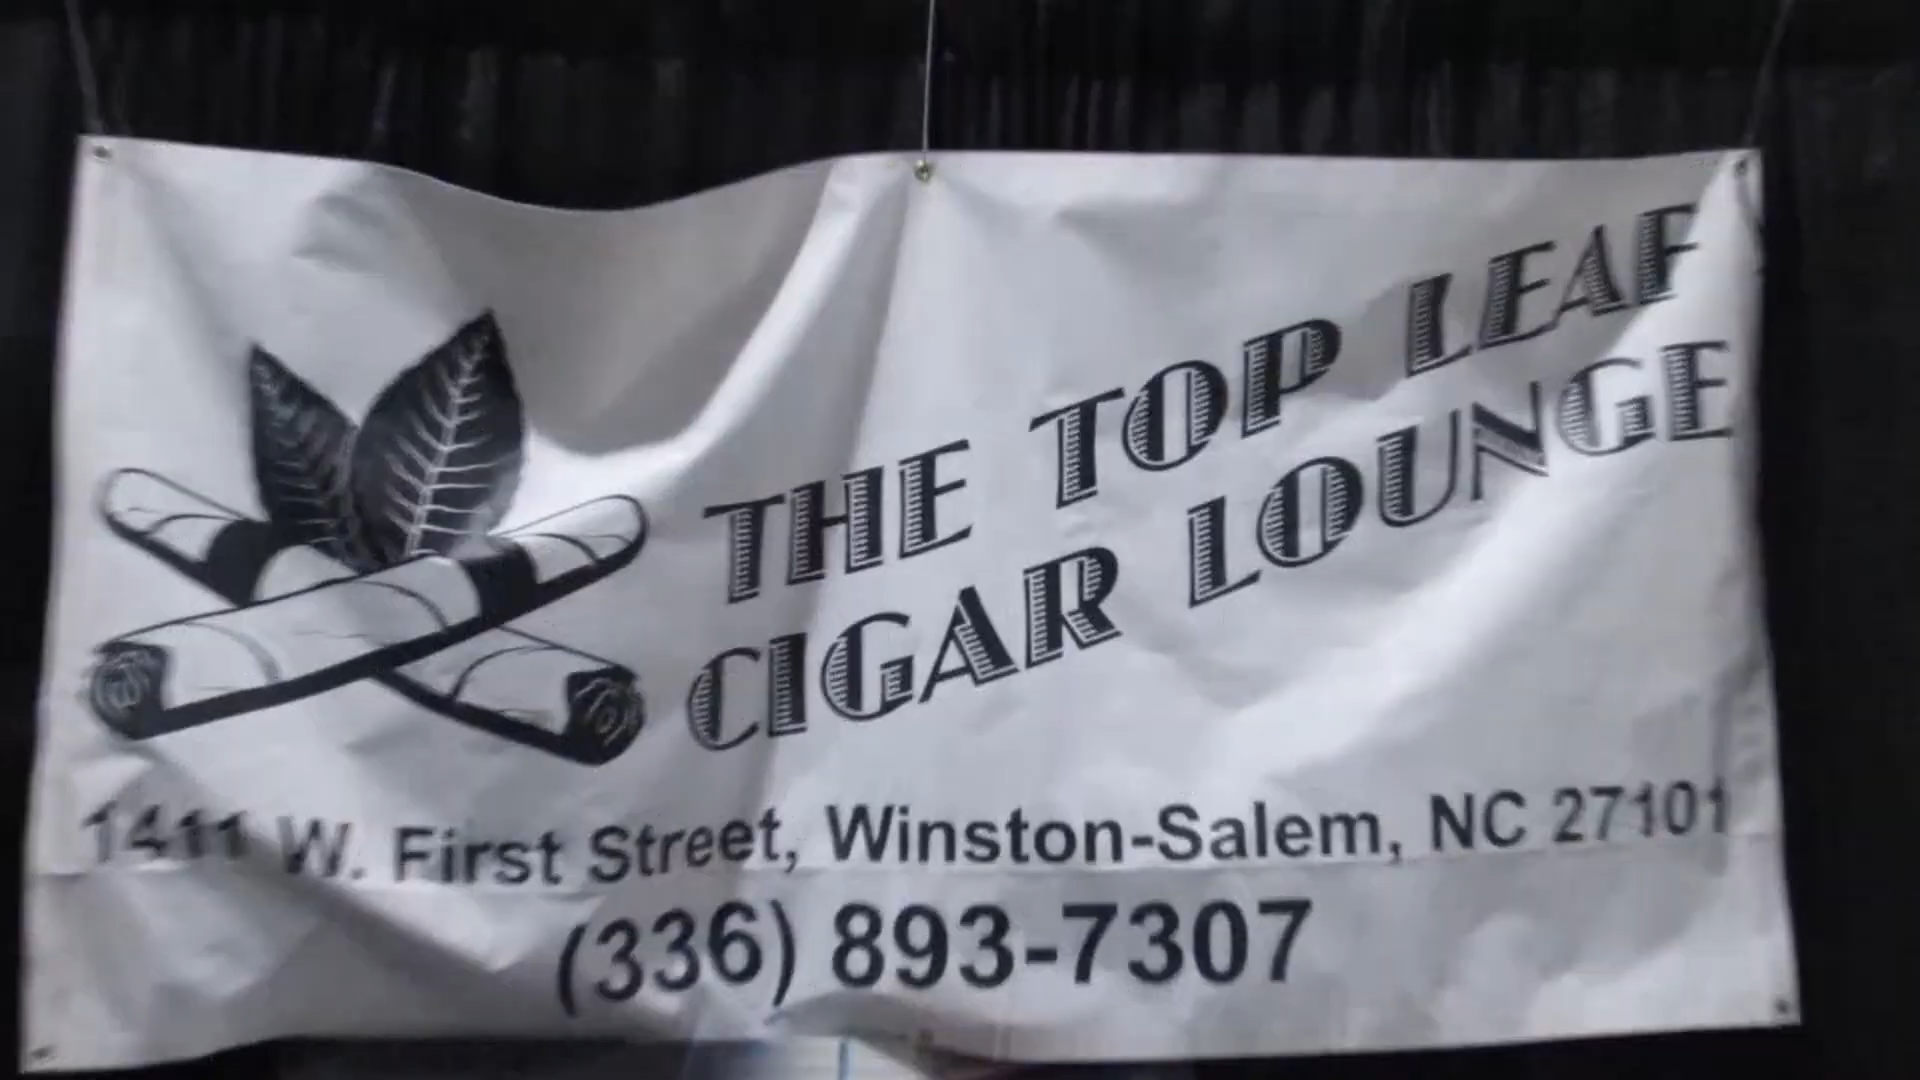 THE TOP LEAF
CIGAR LOUNGE
1411 W. First Street, Winston-Salem, NC 27101
(336) 893-7307